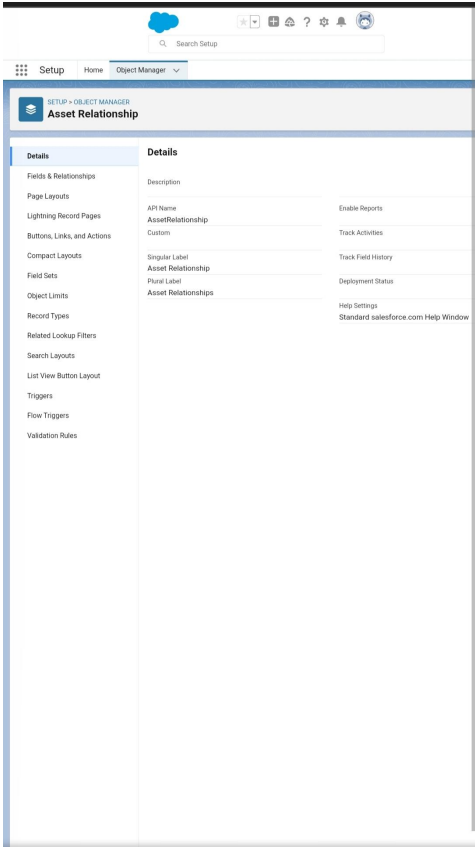 Search Setup
Setup
Home
Object Manager
SETUP > OBJECT MANAGER
Asset Relationship
Details
Fields & Relationships
Page Layouts
Lightning Record Pages
Buttons, Links, and Actions
Compact Layouts
Field Sets
Object Limits
Record Types
Related Lookup Filters
Search Layouts
List View Button Layout
Triggers
Flow Triggers
Validation Rules
Details
Description
API Name
AssetRelationship
Custom
Singular Label
Asset Relationship
Plural Label
Asset Relationships
Enable Reports
Track Activities
Track Field History
Deployment Status
Help Settings
Standard salesforce.com Help Window